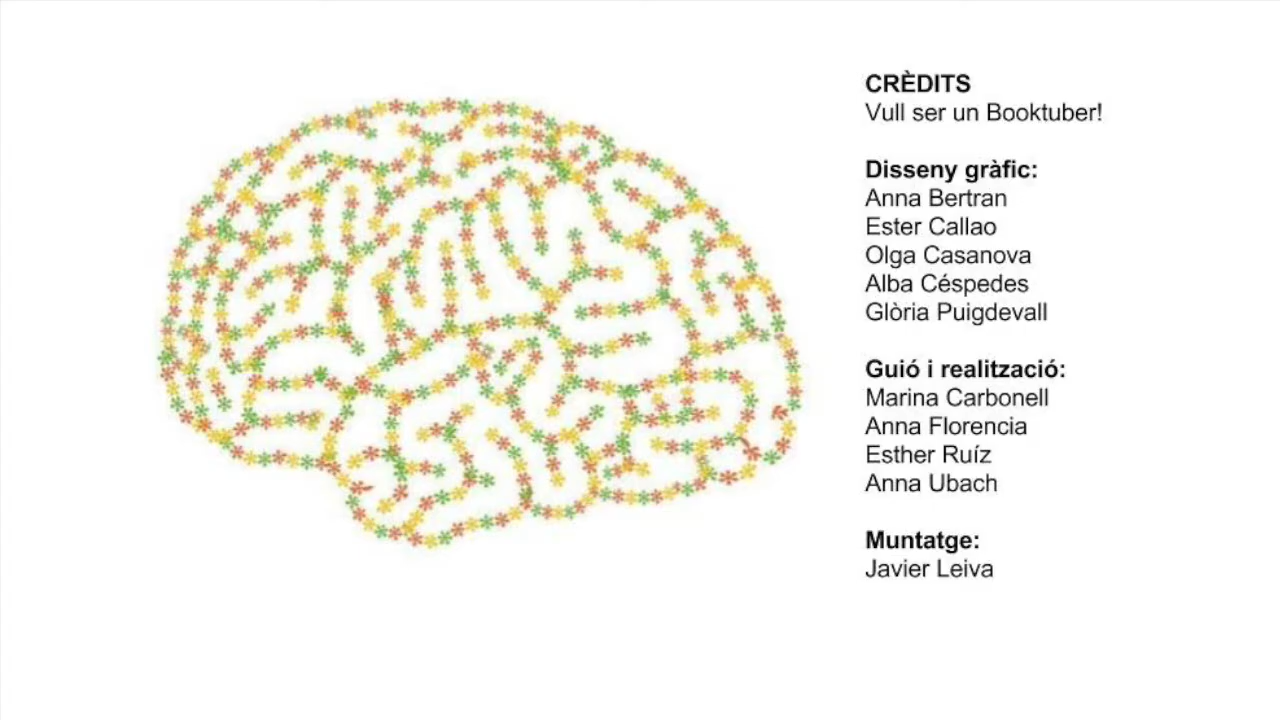 CRÈDITS
Vull ser un Booktuber!
Disseny gràfic:
Anna Bertran
Ester Callao
Olga Casanova
Alba Céspedes
Glòria Puigdevall
Guió i realització:
Marina Carbonell
Anna Florencia
Esther Ruíz
Anna Ubach
Muntatge:
Javier Leiva